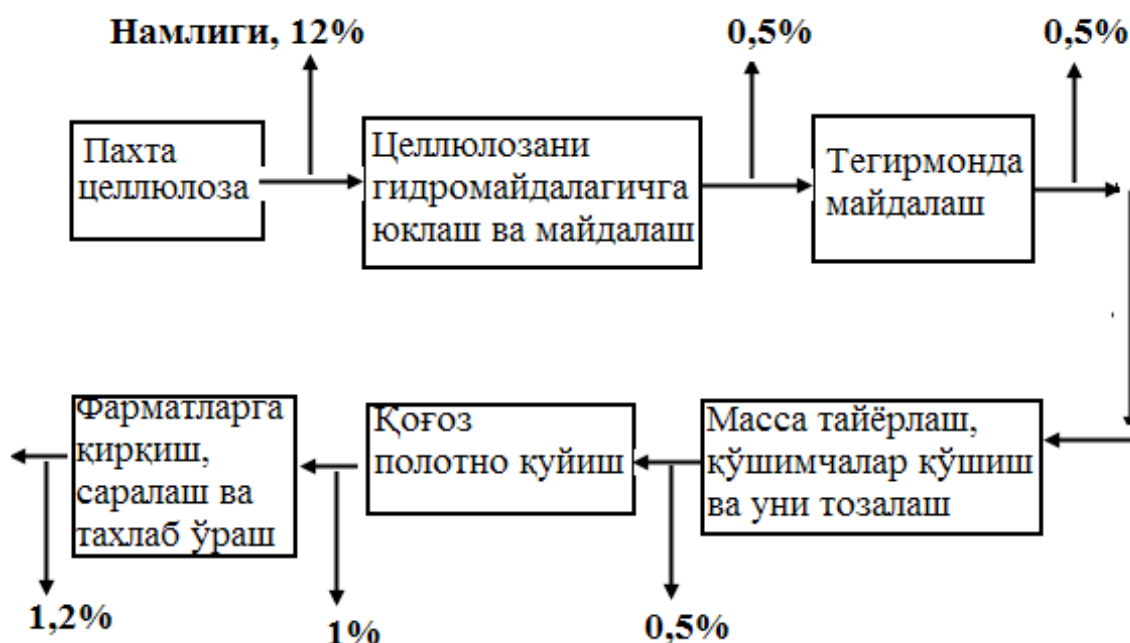 Намлиги, 12%
0,5%
0,5%
Пахта
целлюлоза
Целлюлозани
гидромайдалагичга
юклаш ва майдалаш
Тегирмонда
майдалаш
Фарматларга
қирқиш,
саралаш ва
тахлаб ўраш
Қоғоз
полотно қуйиш
Масса тайёрлаш,
қўшимчалар қўшиш
ва уни тозалаш
1,2%
1%
0,5%